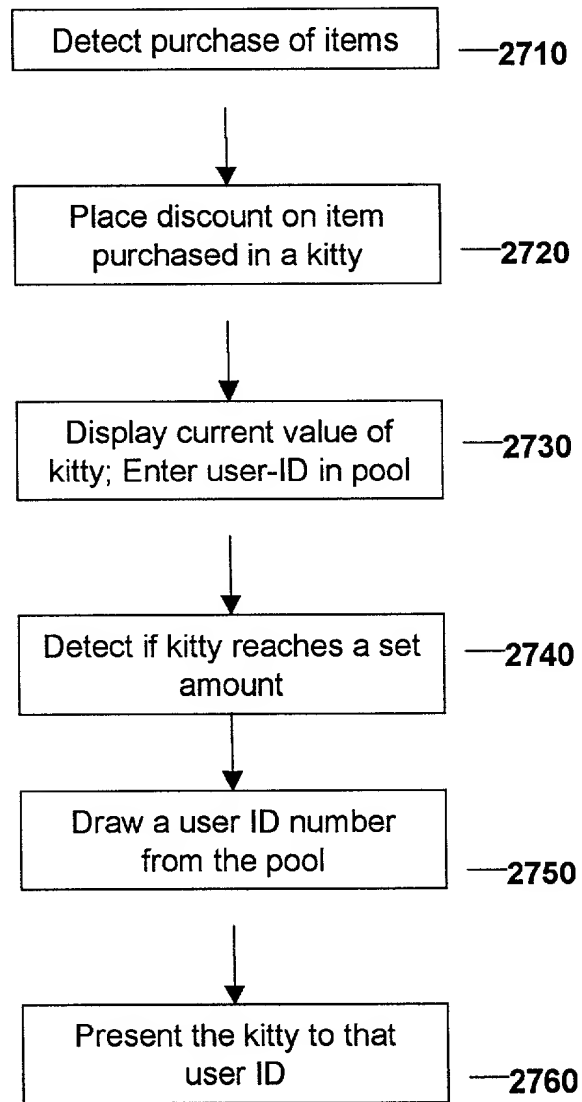 Detect purchase of items
2710
Place discount on item
purchased in a kitty
2720
Display current value of
kitty; Enter user-ID in pool
2730
Detect if kitty reaches a set
amount
2740
Draw a user ID number
from the pool
2750
Present the kitty to that
user ID
2760